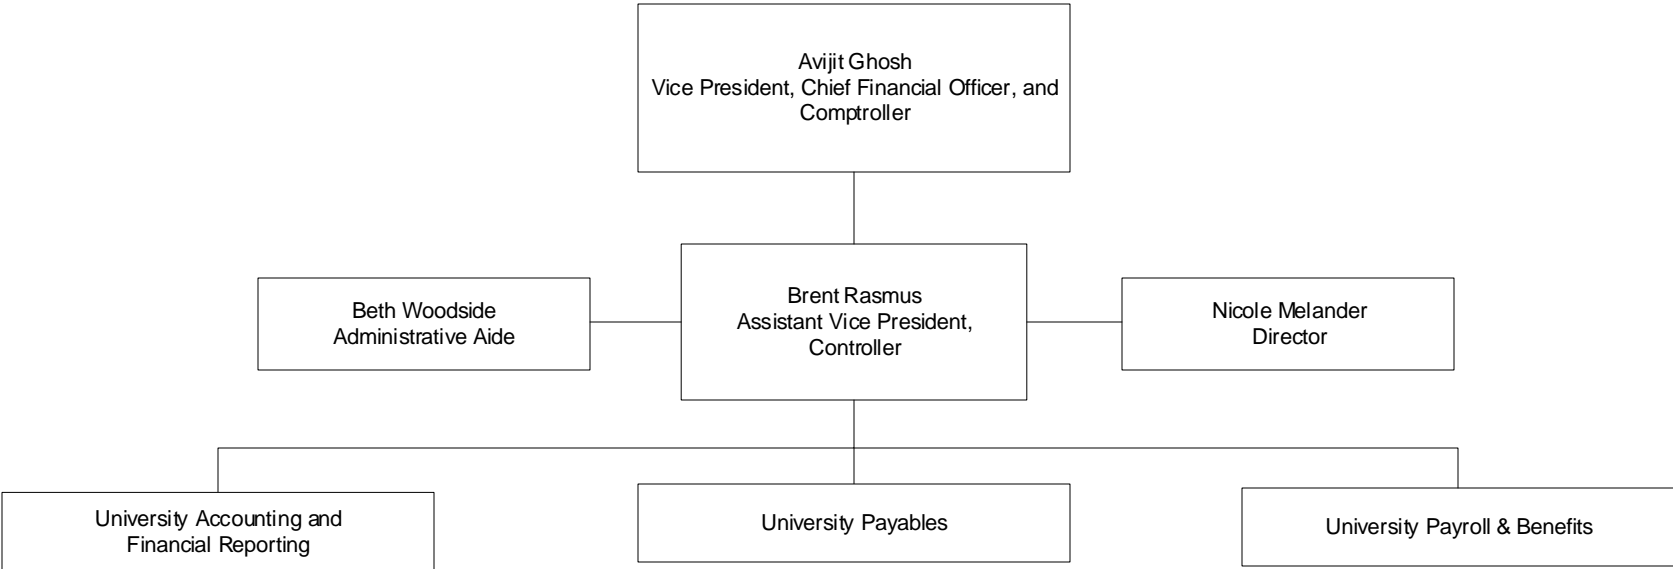 Avijit Ghosh
Vice President, Chief Financial Officer, and
Comptroller
Beth Woodside
Administrative Aide
Brent Rasmus
Assistant Vice President,
Controller
Nicole Melander
Director
University Accounting and
Financial Reporting
University Payables
University Payroll & Benefits